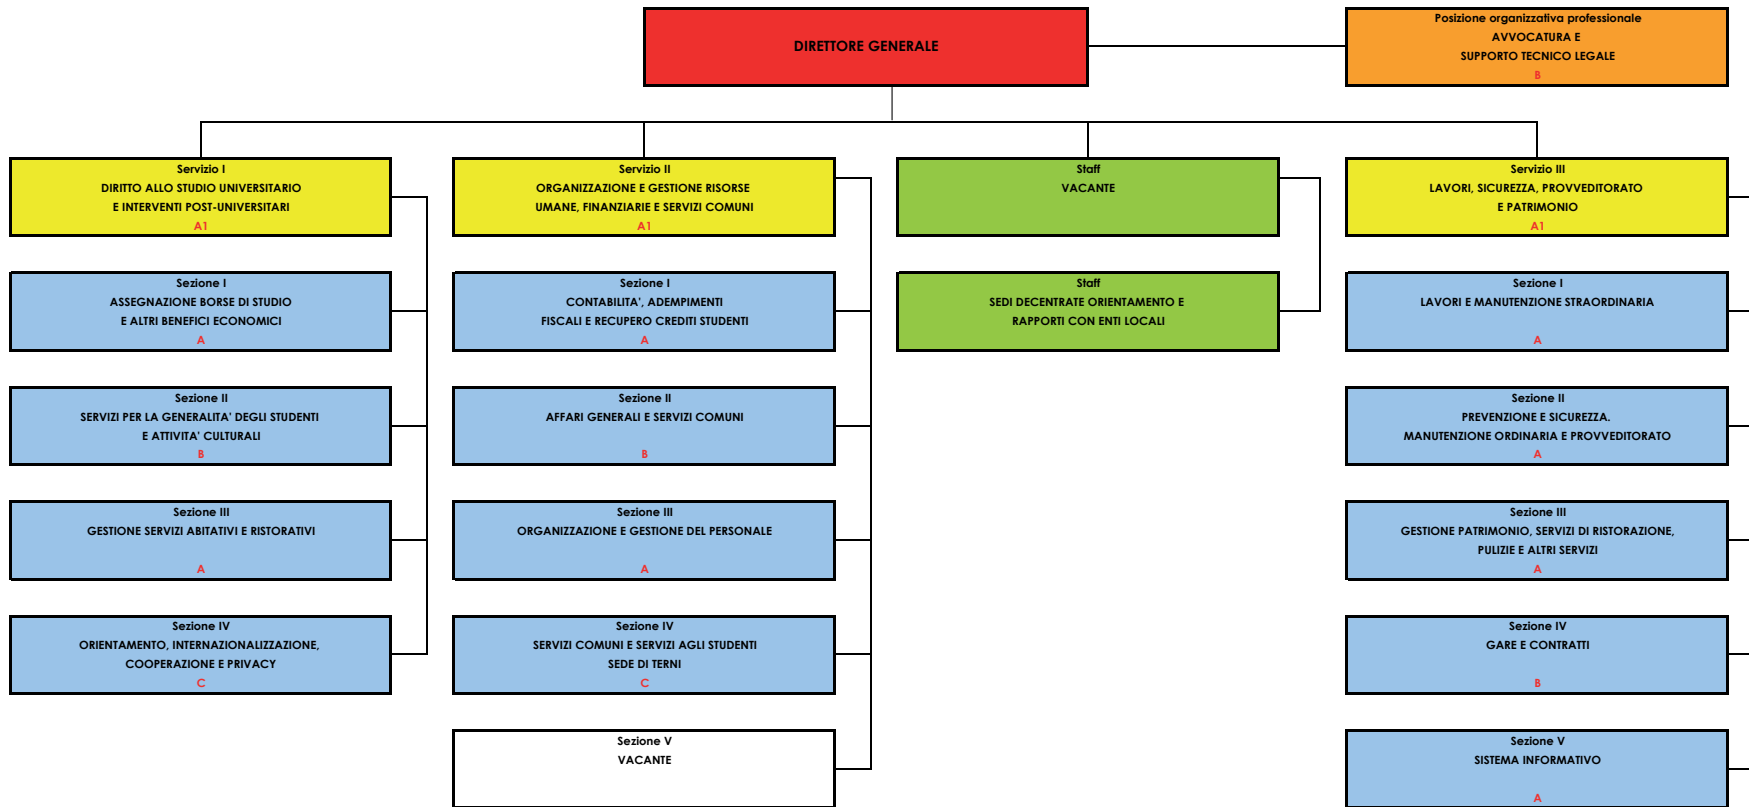 DIRETTORE GENERALE
Posizione organizzativa professionale
AVVOCATURA E
SUPPORTO TECNICO LEGALE
B
Servizio I
DIRITTO ALLO STUDIO UNIVERSITARIO
E INTERVENTI POST-UNIVERSITARI
A1
Sezione I
ASSEGNAZIONE BORSE DI STUDIO
E ALTRI BENEFICI ECONOMICI
A
Sezione II
SERVIZI PER LA GENERALITA' DEGLI STUDENTI
E ATTIVITA' CULTURALI
B
Sezione III
GESTIONE SERVIZI ABITATIVI E RISTORATIVI
A
Sezione IV
ORIENTAMENTO, INTERNAZIONALIZZAZIONE,
COOPERAZIONE E PRIVACY
C
Servizio II
ORGANIZZAZIONE E GESTIONE RISORSE
UMANE, FINANZIARIE E SERVIZI COMUNI
A1
Sezione I
CONTABILITA', ADEMPIMENTI
FISCALI E RECUPERO CREDITI STUDENTI
A
Sezione II
AFFARI GENERALI E SERVIZI COMUNI
B
Sezione III
ORGANIZZAZIONE E GESTIONE DEL PERSONALE
A
Sezione IV
SERVIZI COMUNI E SERVIZI AGLI STUDENTI
SEDE DI TERNI
C
Sezione V
VACANTE
Staff
VACANTE
Staff
SEDI DECENTRATE ORIENTAMENTO E
RAPPORTI CON ENTI LOCALI
Servizio III
LAVORI, SICUREZZA, PROVVEDITORATO
E PATRIMONIO
A1
Sezione I
LAVORI E MANUTENZIONE STRAORDINARIA
A
Sezione II
PREVENZIONE E SICUREZZA.
MANUTENZIONE ORDINARIA E PROVVEDITORATO
A
Sezione III
GESTIONE PATRIMONIO, SERVIZI DI RISTORAZIONE,
PULIZIE E ALTRI SERVIZI
A
Sezione IV
GARE E CONTRATTI
B
Sezione V
SISTEMA INFORMATIVO
A